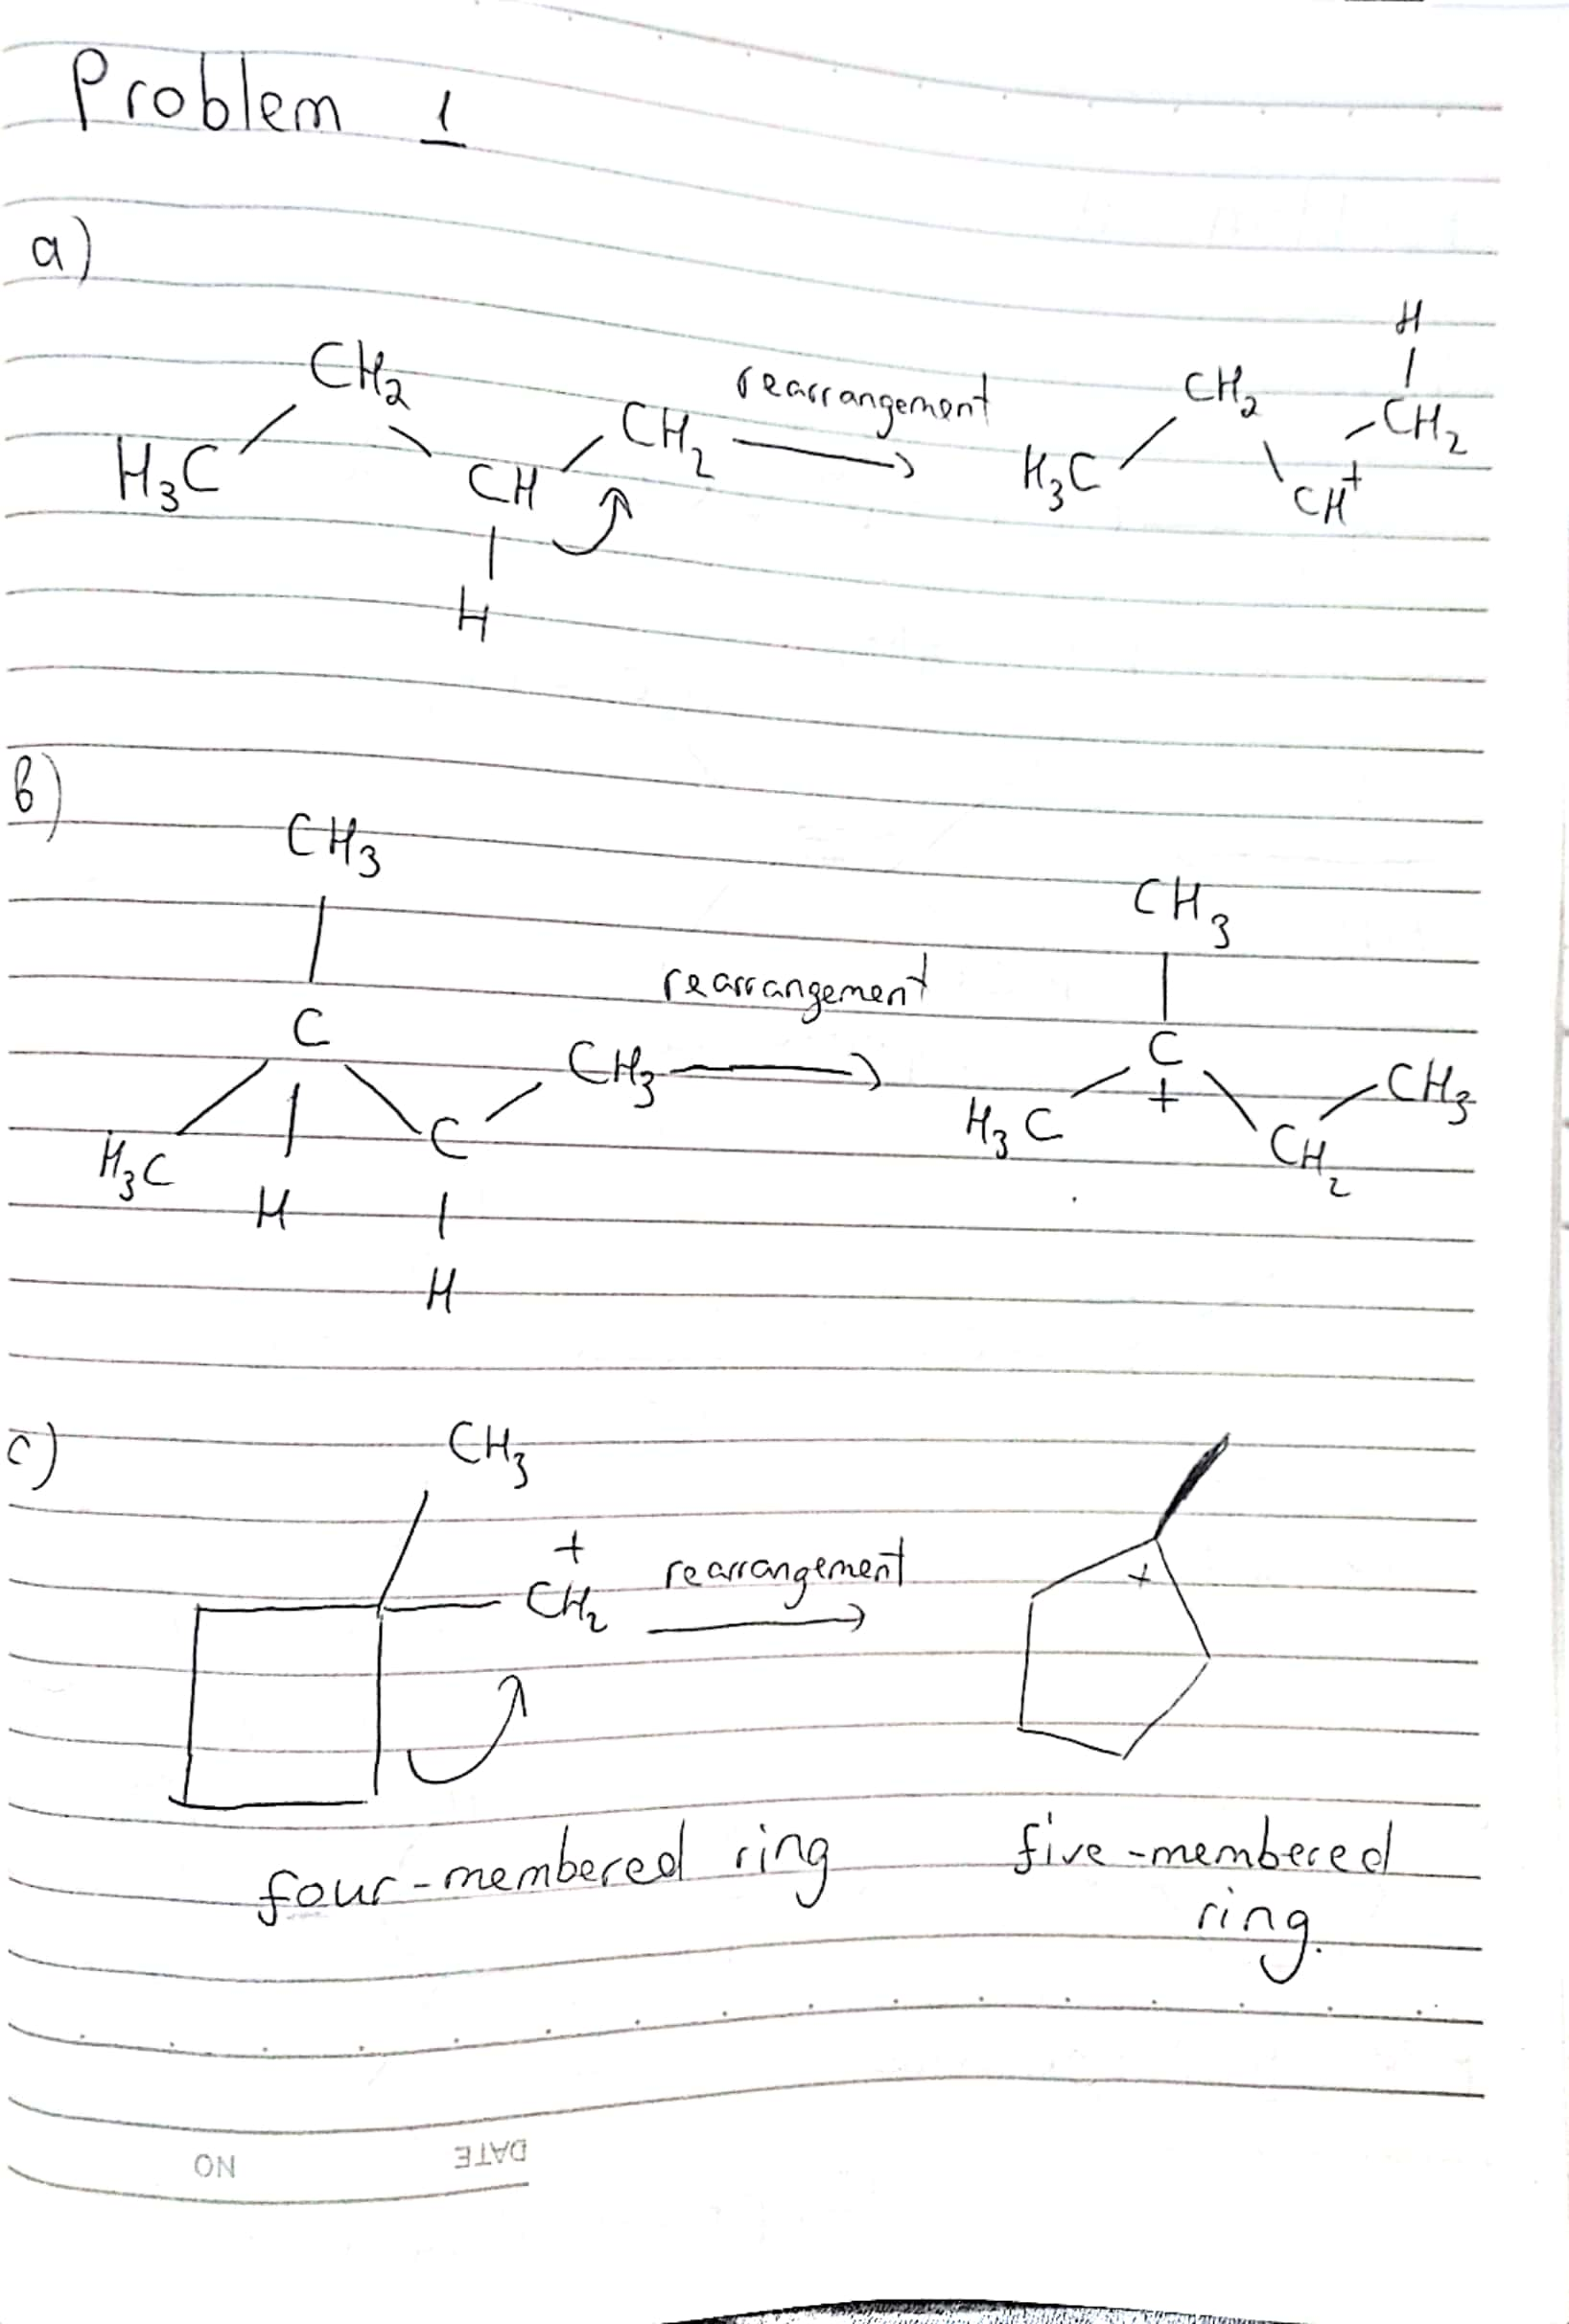 Problem 1
a)
H
CH2
rearrangement
CH2
H3C
CH
CH2
H3C
CH+
CH2
H
b)
CH3
CH3
rearrangement
C
C
+
H3C
H
C
CH3
H3C
CH2
CH3
H
c)
CH3
+
CH2
rearrangement
+
four-membered ring
five-membered
ring.
NO
DATE